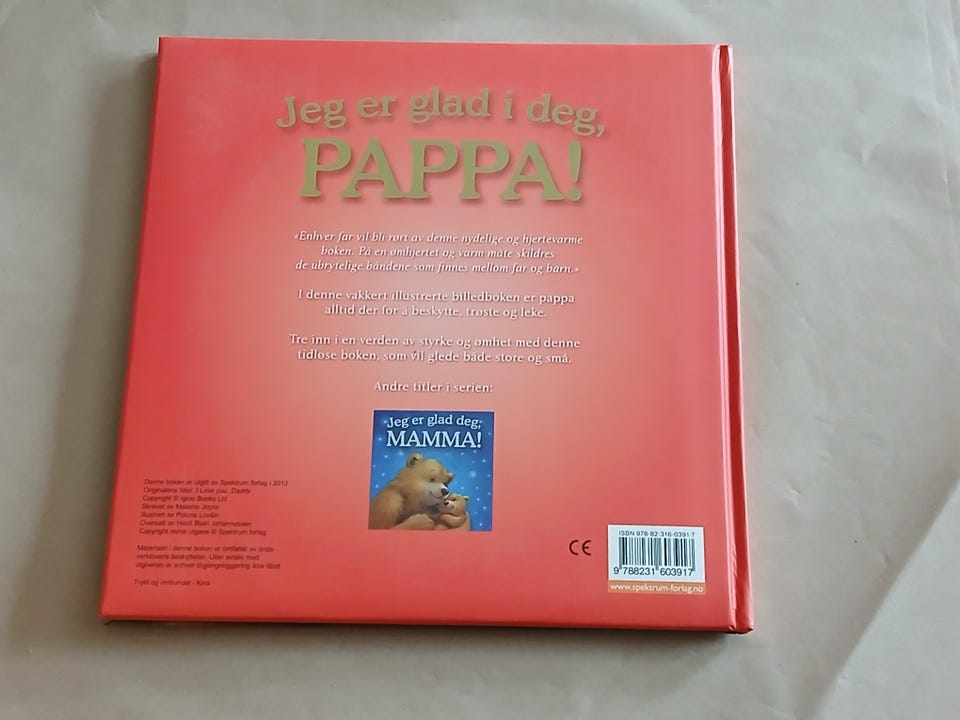 Jeg er glad i deg,
PAPPA!
«Enhver far vil bli rørt av denne nydelige og hjertevarme
boken. På en ømhjertet og varm måte skildres
de ubrytelige båndene som finnes mellom far og barn.»
I denne vakkert illustrerte billedboken er pappa
alltid der for å beskytte, trøste og leke.
Tre inn i en verden av styrke og ømhet med denne
tidløse boken, som vil glede både store og små.
Andre titler i serien:
Jeg er glad deg,
MAMMA!
Denne boken er utgitt av Spektrum forlag i 2012
Originalens tittel: I Love you, Daddy
Copyright © Igloo Books Ltd
Skrevet av Melanie Joyce
Illustrert av Polona Lovšin
Oversatt av Heidi Blom Johannessen
Copyright norsk utgave © Spektrum forlag
Materialet i denne boken er omfattet av ånds-
verklovens beskyttelse. Uten avtale med
utgiveren er enhver tilgjengeliggjøring ikke tillatt
Trykt og innbundet i Kina
CE
ISBN 978-82-316-0391-7
9 788231 603917
www.spektrum-forlag.no